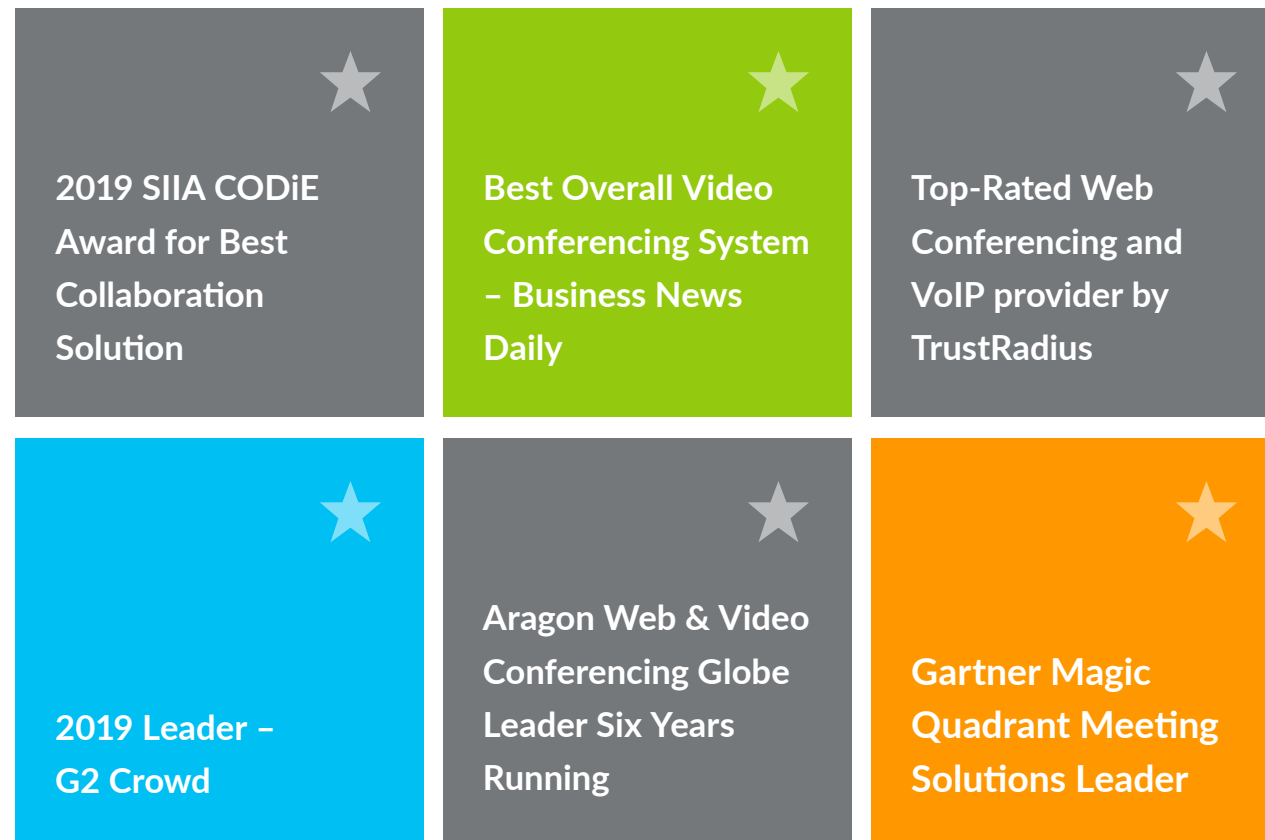 2019 SIIA CODiE
Award for Best
Collaboration
Solution
Best Overall Video
Conferencing System
– Business News
Daily
Top-Rated Web
Conferencing and
VoIP provider by
TrustRadius
2019 Leader –
G2 Crowd
Aragon Web & Video
Conferencing Globe
Leader Six Years
Running
Gartner Magic
Quadrant Meeting
Solutions Leader